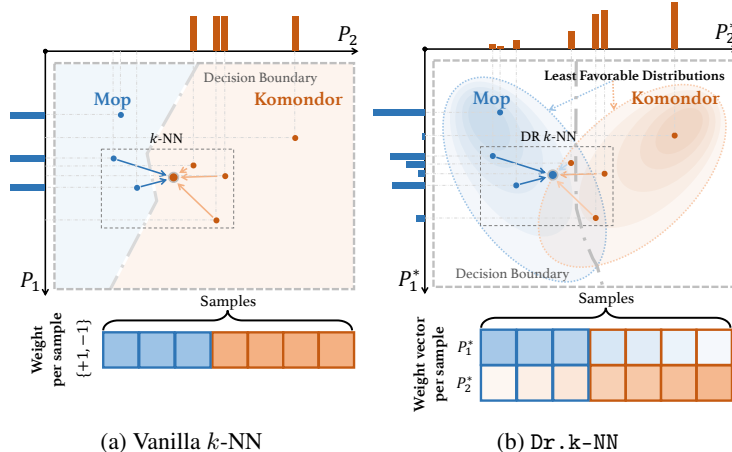 P₂
Decision Boundary
Mop
Komondor
k-NN
P₁
Samples
Weight
per sample
{+1, −1}
(a) Vanilla k-NN
P₂*
Least Favorable Distributions
Mop
Komondor
DR k-NN
Decision Boundary
P₁*
Samples
Weight vector
per sample
P₁*
P₂*
(b) Dr.k-NN